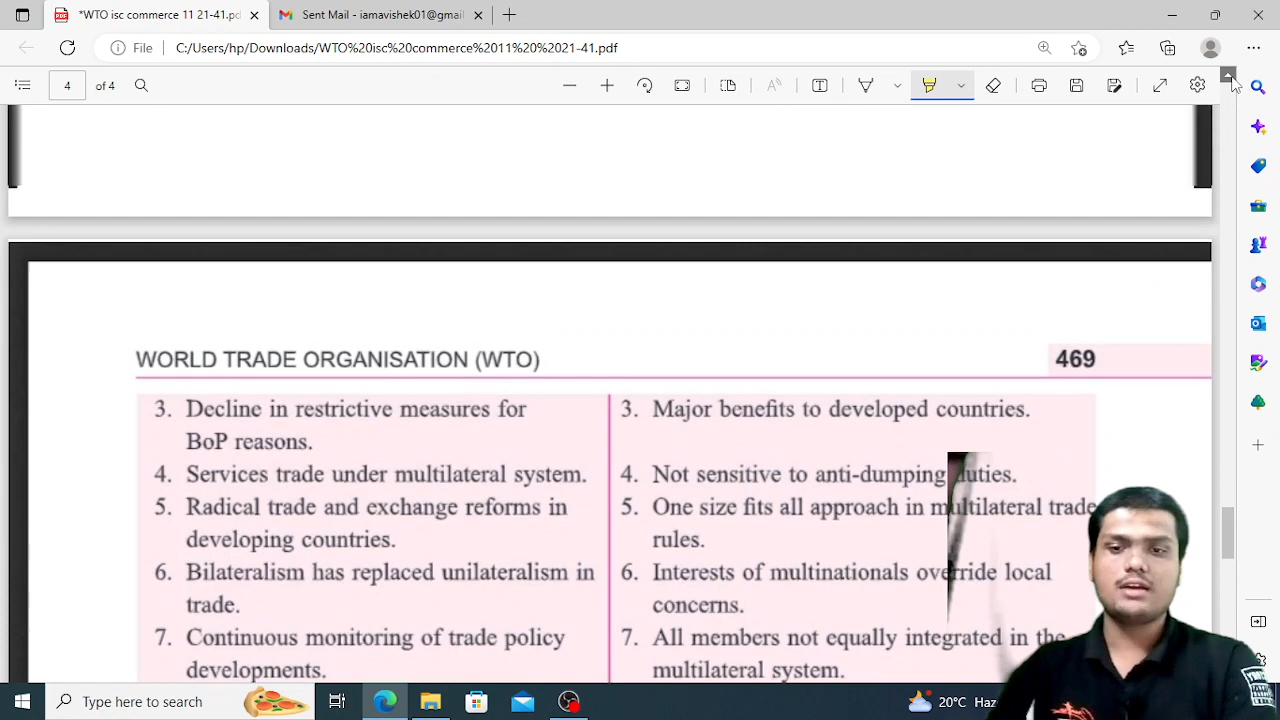 *WTO isc commerce 11 21-41.pd
Sent Mail - iamavishek01@gmail
File
C:/Users/hp/Downloads/WTO%20isc%20commerce%2011%20%2021-41.pdf
4
of 4
WORLD TRADE ORGANISATION (WTO)
469
3. Decline in restrictive measures for
BoP reasons.
4. Services trade under multilateral system.
5. Radical trade and exchange reforms in
developing countries.
6. Bilateralism has replaced unilateralism in
trade.
7. Continuous monitoring of trade policy
developments.
3. Major benefits to developed countries.
4. Not sensitive to anti-dumping duties.
5. One size fits all approach in multilateral trade
rules.
6. Interests of multinationals override local
concerns.
7. All members not equally integrated in the
multilateral system.
Type here to search
20°C Haz